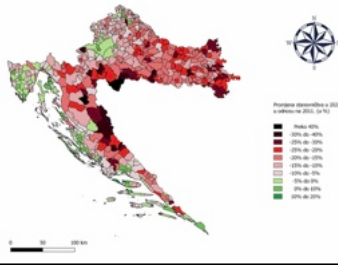 N
W
E
S
Promjena stanovništva u 2021.
u odnosu na 2011. (u %)
Preko 40%
-30% do -40%
-25% do -30%
-20% do -25%
-15% do -20%
-10% do -15%
-5% do -10%
-5% do 0%
0% do 10%
10% do 20%
0 50 100 km